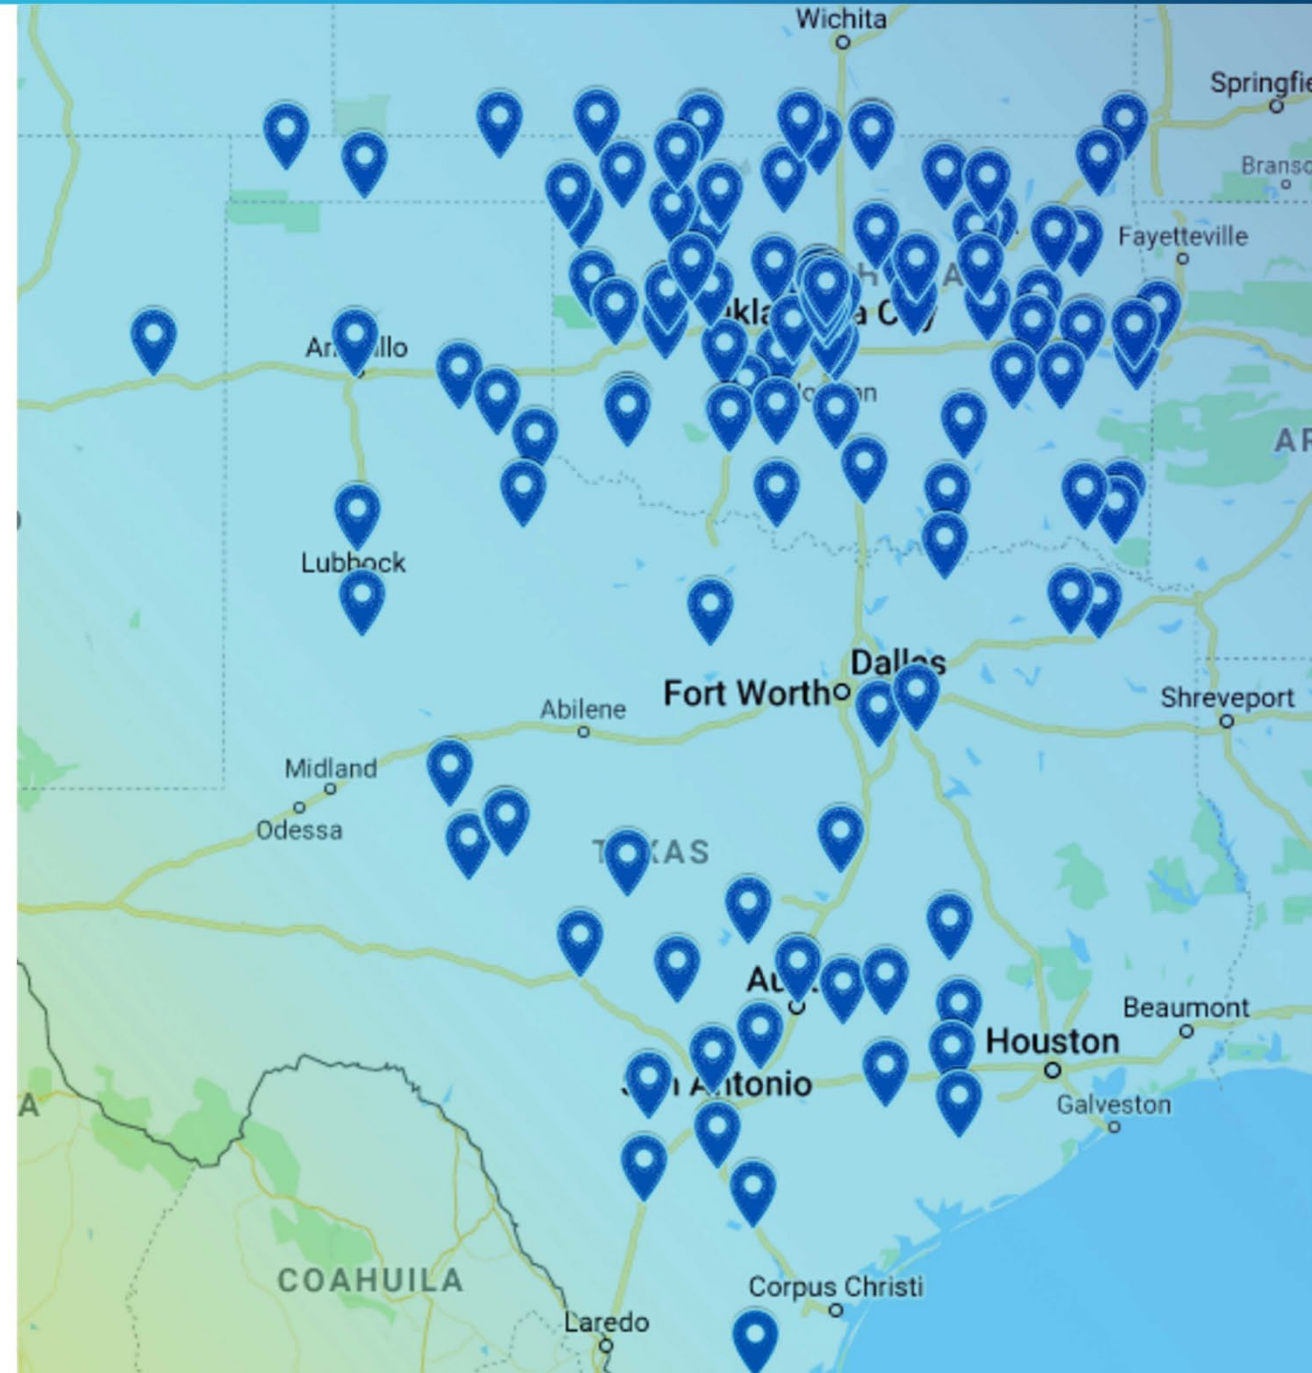 Wichita
Springfie
Branso
Fayetteville
Lubbock
Dallas
Fort Worth
Shreveport
Abilene
Midland
Odessa
Beaumont
Houston
Galveston
COAHUILA
Corpus Christi
Laredo